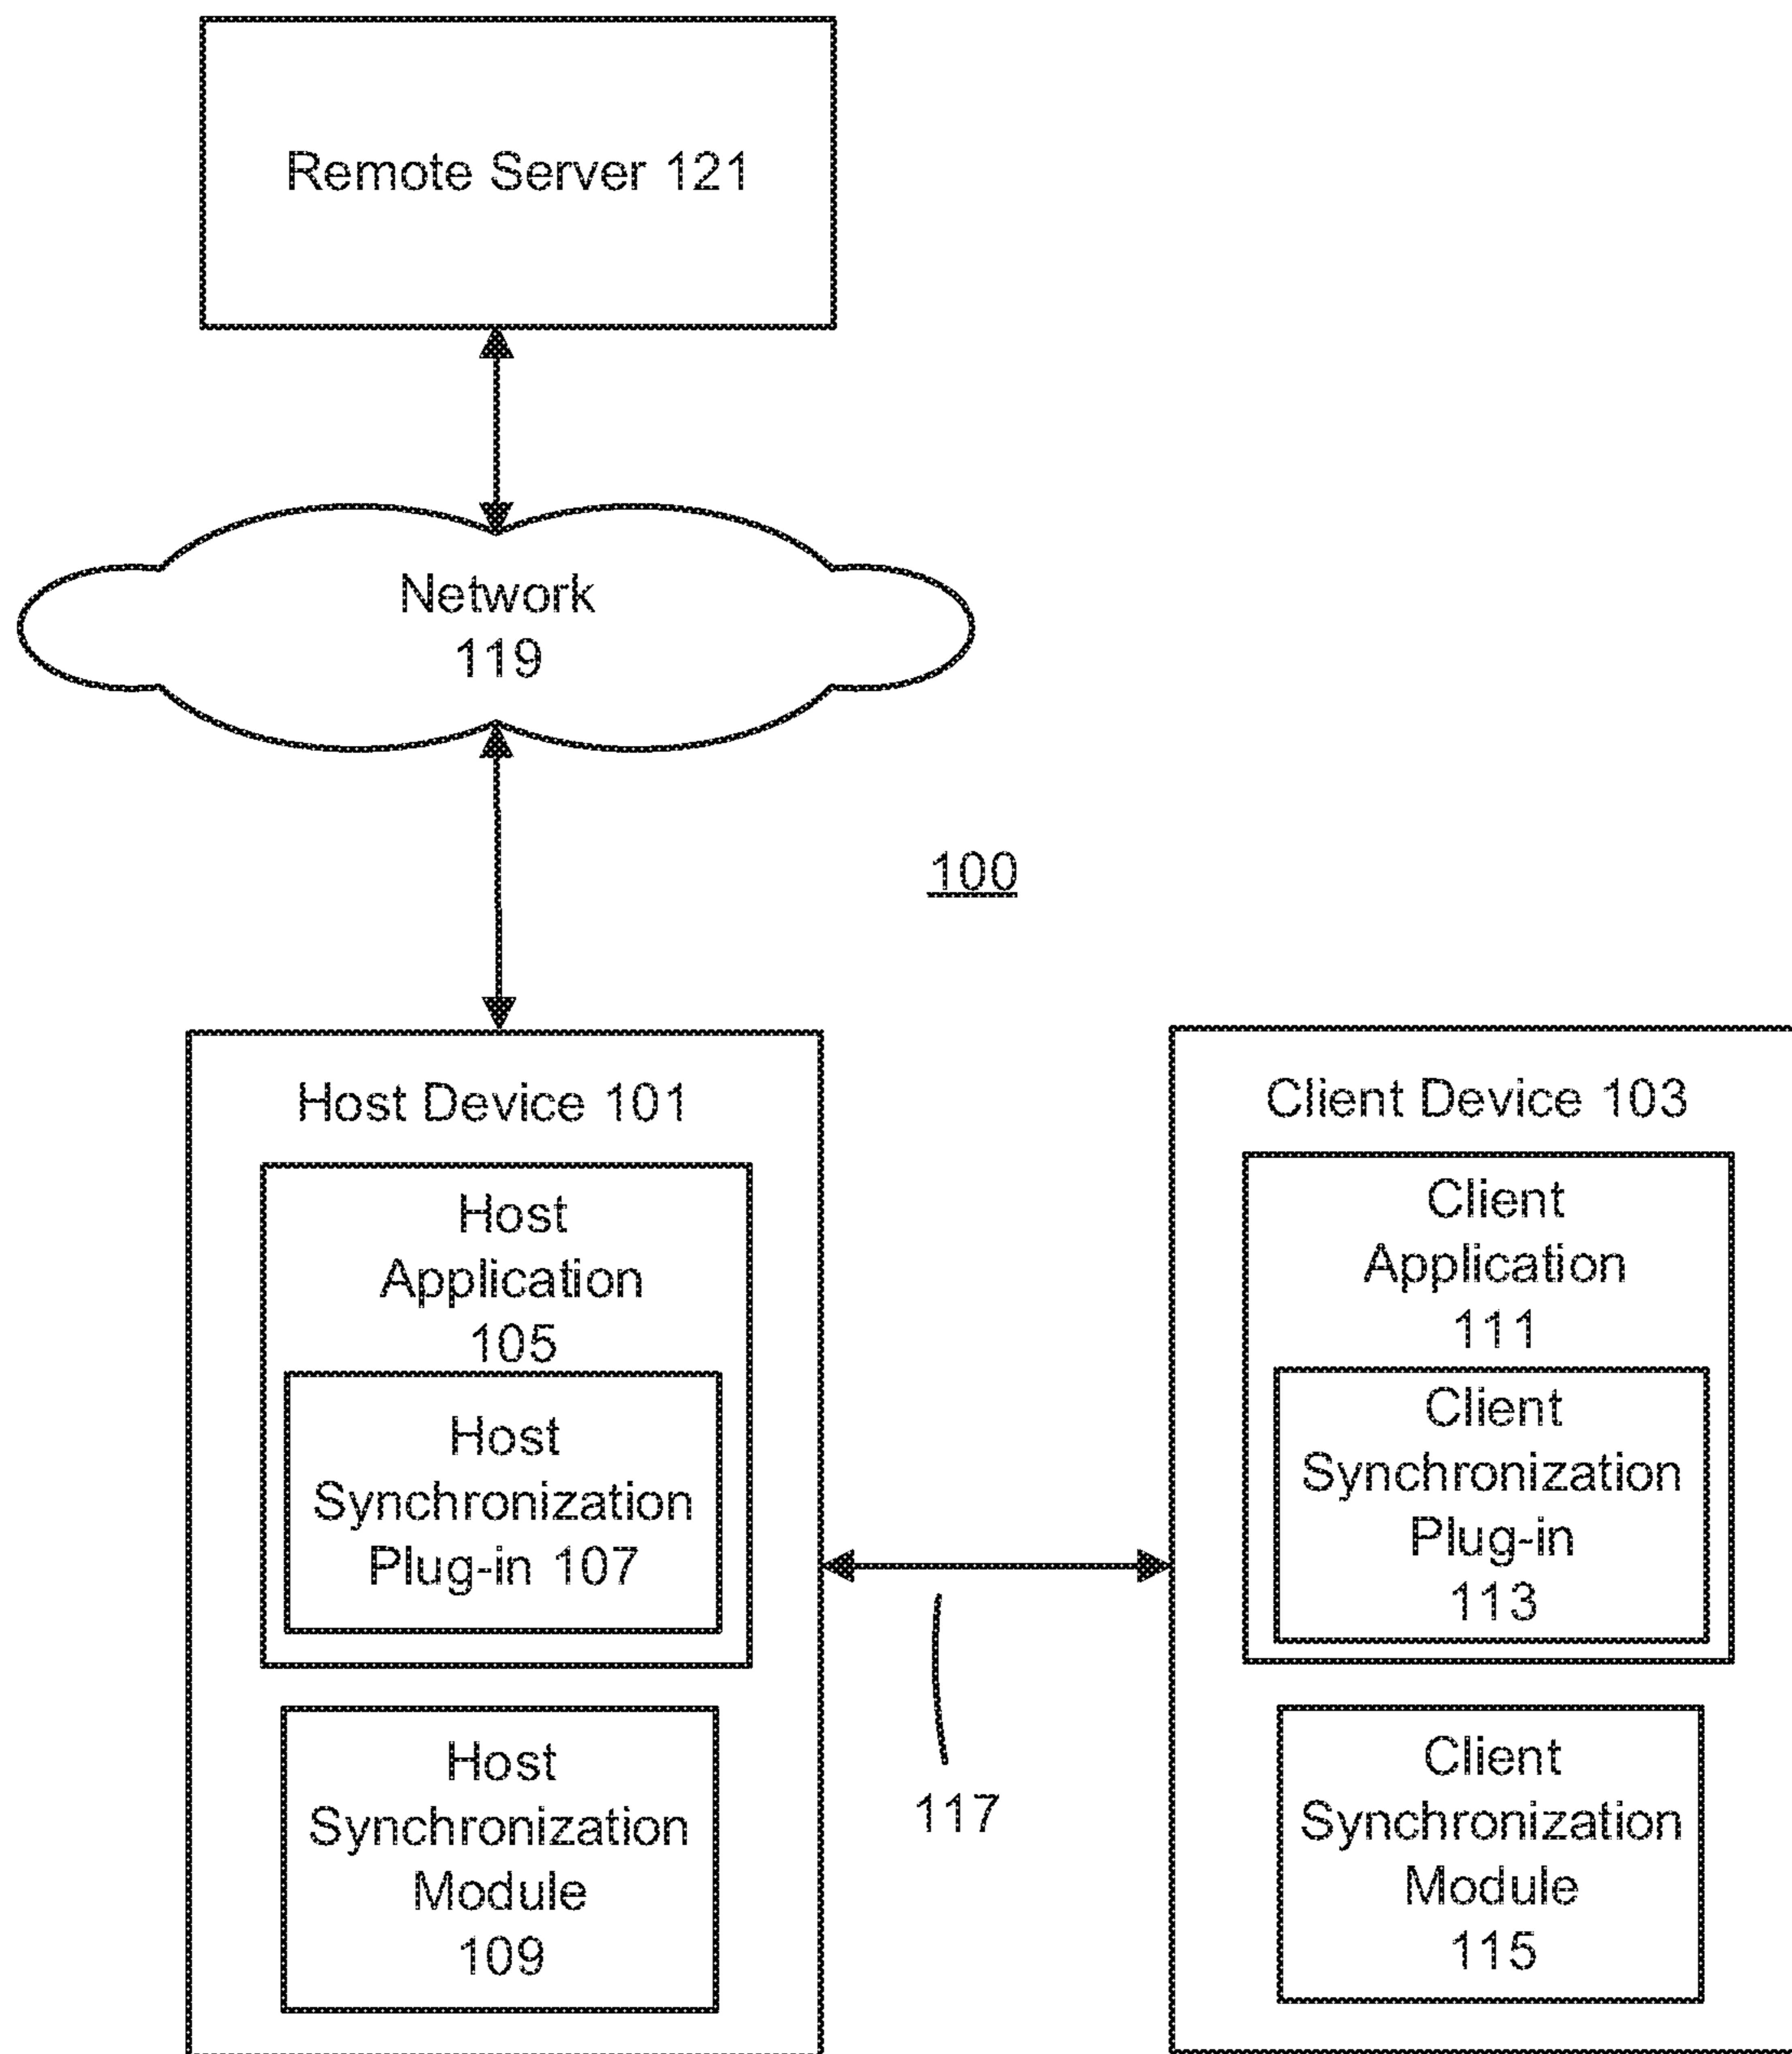 Remote Server 121
Network
119
100
Host Device 101
Host
Application
105
Host
Synchronization
Plug-in 107
Host
Synchronization
Module
109
117
Client Device 103
Client
Application
111
Client
Synchronization
Plug-in
113
Client
Synchronization
Module
115